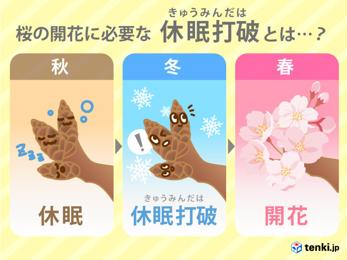 きゅうみんだは
桜の開花に必要な 休眠打破 とは…？
秋
冬
春
zzz
!
きゅうみんだは
休眠
休眠打破
開花
tenki.jp